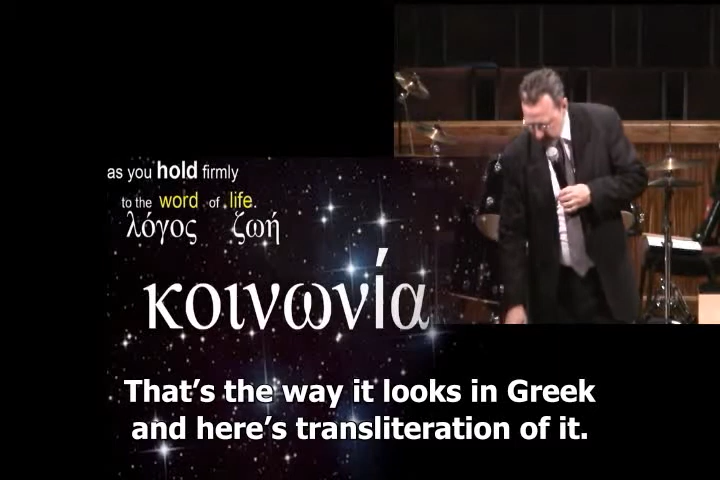 as you hold firmly
to the word of life.
λόγος ζωή
κοινωνία
That’s the way it looks in Greek
and here’s transliteration of it.